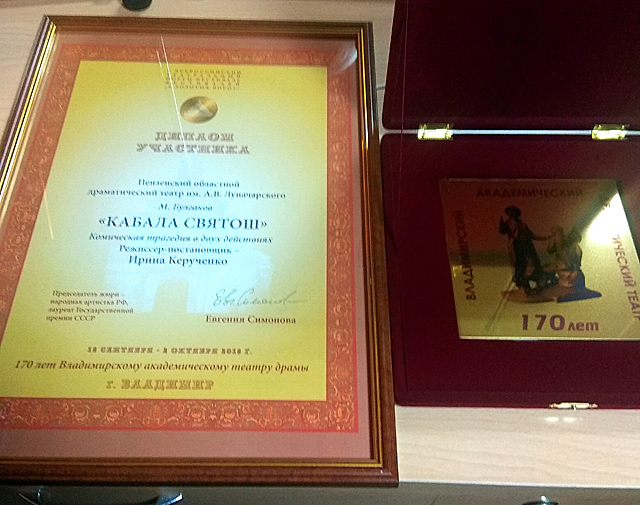 ДИПЛОМ
УЧАСТНИКА
Пензенский областной
драматический театр им. А.В. Луначарского
М. Булгаков
«КАБАЛА СВЯТОШ»
Комическая трагедия в двух действиях
Режиссер-постановщик –
Ирина Керученко
Председатель жюри –
народная артистка РФ,
лауреат Государственной
премии СССР
Евгения Симонова
18 СЕНТЯБРЯ - 2 ОКТЯБРЯ 2018 Г.
170 лет Владимирскому академическому театру драмы
г. ВЛАДИМИР
ВЛАДИМИРСКИЙ
АКАДЕМИЧЕСКИЙ
ТЕАТР
170 лет